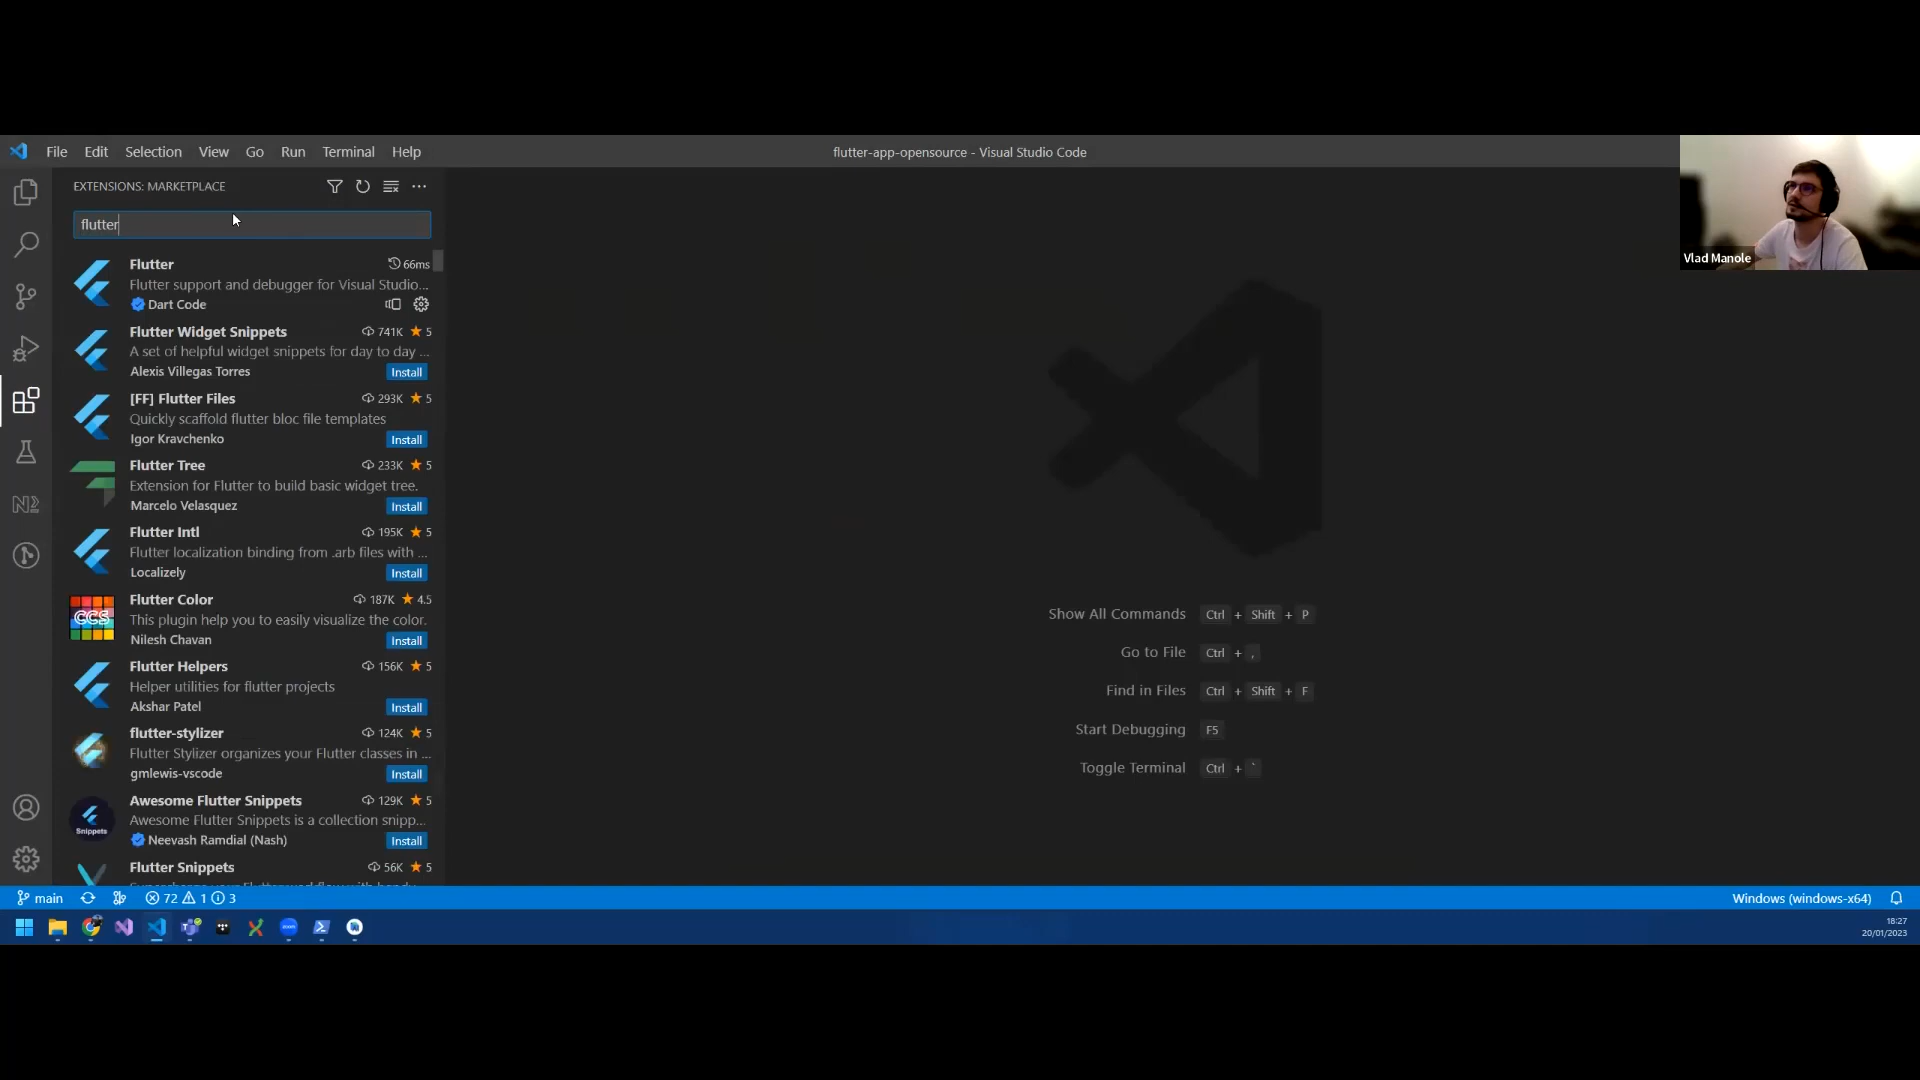 File Edit Selection View Go Run Terminal Help
flutter-app-opensource - Visual Studio Code
EXTENSIONS: MARKETPLACE
flutter
Flutter 66ms
Flutter support and debugger for Visual Studio...
Dart Code
Flutter Widget Snippets 741K 5
A set of helpful widget snippets for day to day ...
Alexis Villegas Torres Install
[FF] Flutter Files 293K 5
Quickly scaffold flutter bloc file templates
Igor Kravchenko Install
Flutter Tree 233K 5
Extension for Flutter to build basic widget tree.
Marcelo Velasquez Install
Flutter Intl 195K 5
Flutter localization binding from .arb files with ...
Localizely Install
CCS
Flutter Color 187K 4.5
This plugin help you to easily visualize the color.
Nilesh Chavan Install
Flutter Helpers 156K 5
Helper utilities for flutter projects
Akshar Patel Install
flutter-stylizer 124K 5
Flutter Stylizer organizes your Flutter classes in ...
gmlewis-vscode Install
Snippets
Awesome Flutter Snippets 129K 5
Awesome Flutter Snippets is a collection snipp...
Neevash Ramdial (Nash) Install
Flutter Snippets 56K 5
Show All Commands Ctrl + Shift + P
Go to File Ctrl + ,
Find in Files Ctrl + Shift + F
Start Debugging F5
Toggle Terminal Ctrl + `
Vlad Manole
main 72 1 3
Windows (windows-x64)
zoom
18:27
20/01/2023